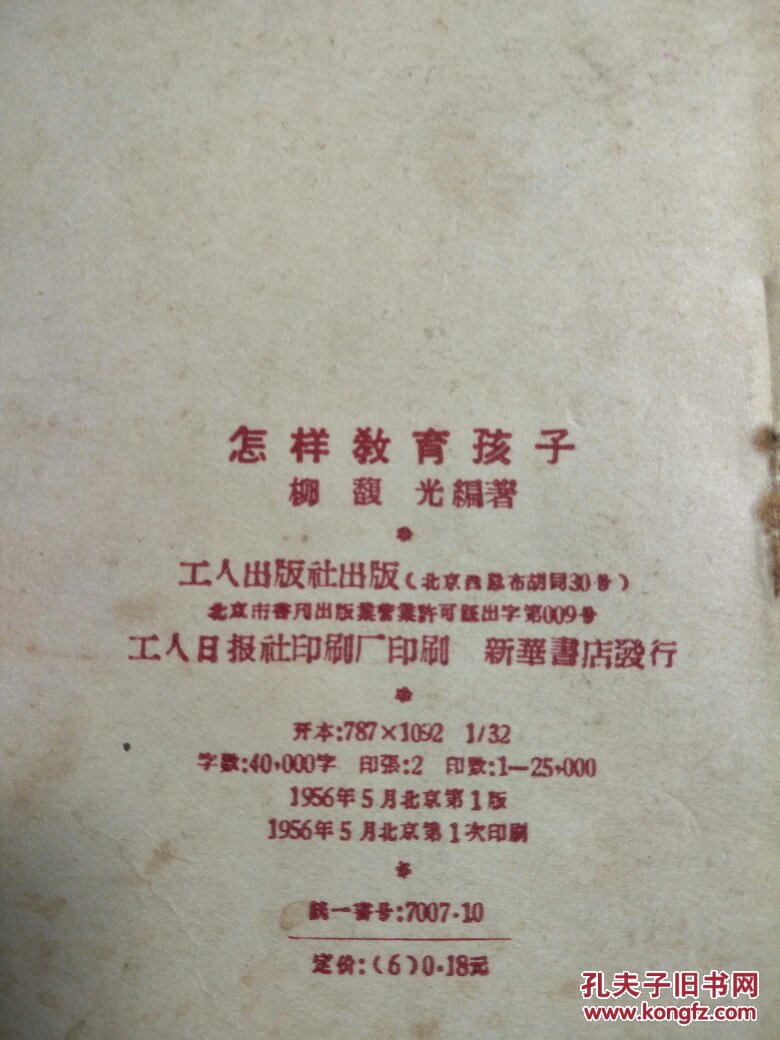 怎样教育孩子
柳馥光編著
工人出版社出版(北京西总布胡同30号)
北京市書刊出版業营業許可証出字第009号
工人日报社印刷厂印刷 新華書店發行
开本:787×1092 1/32
字数:40,000字 印張:2 印数:1—25,000
1956年5月北京第1版
1956年5月北京第1次印刷
統一書号:7007·10
定价:(6)0·18元
孔夫子旧书网
www.kongfz.com